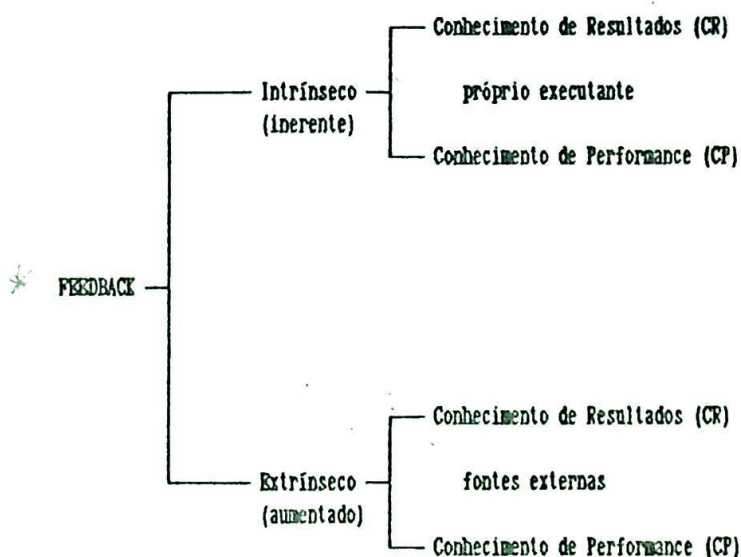 Conhecimento de Resultados (CR)
Intrínseco
próprio executante
(inerente)
Conhecimento de Performance (CP)
FEEDBACK
Conhecimento de Resultados (CR)
Extrínseco
fontes externas
(aumentado)
Conhecimento de Performance (CP)